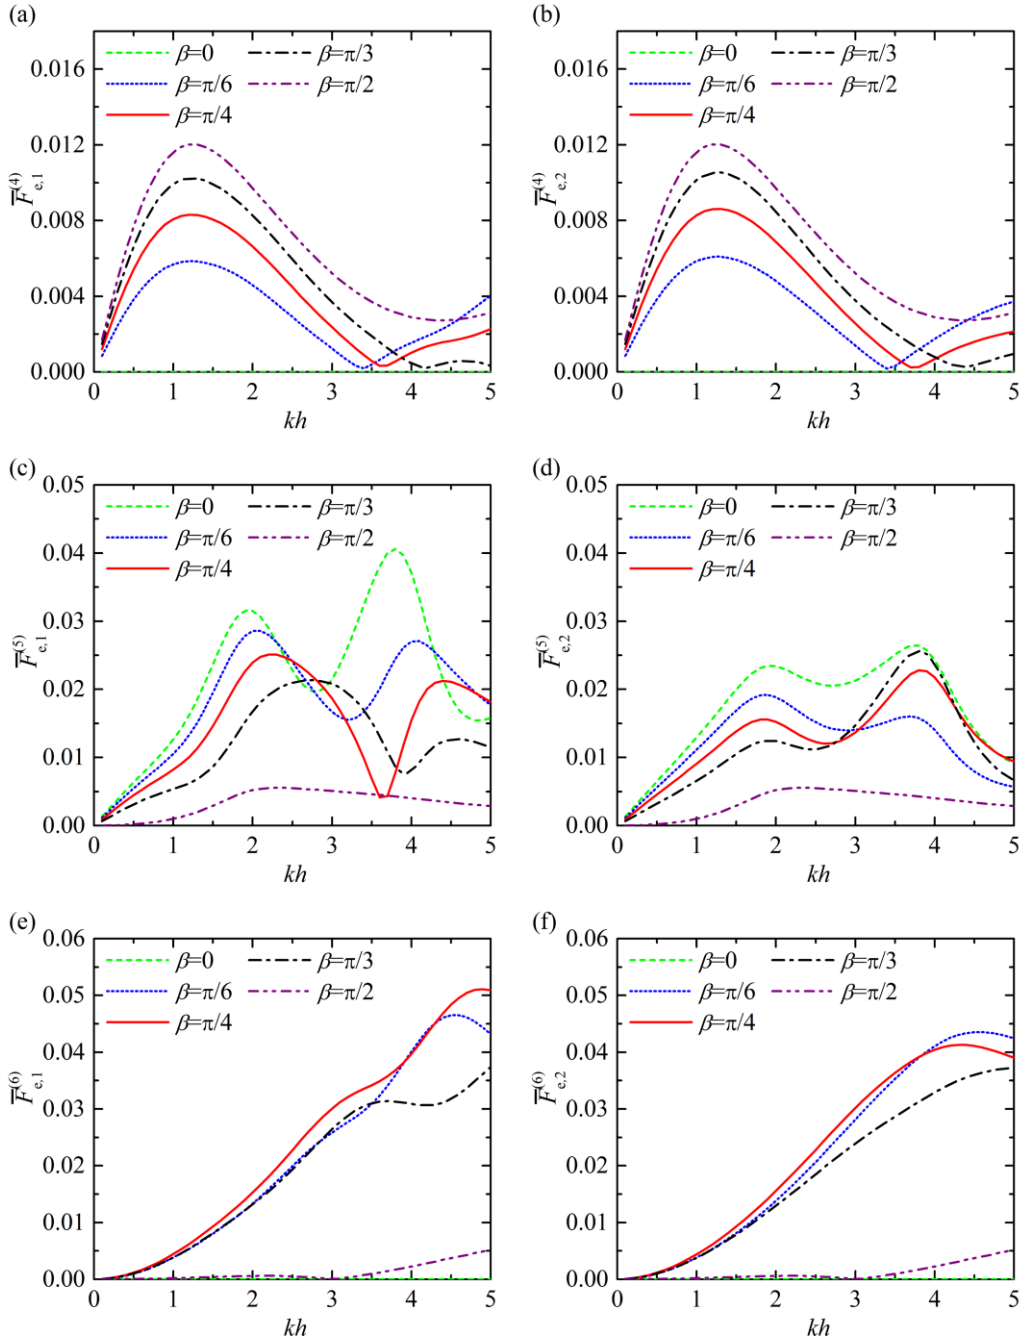 (a)
β=0
β=π/3
β=π/6
β=π/2
β=π/4
0.016
0.012
0.008
0.004
0.000
F̅e,1(4)
0 1 2 3 4 5
kh
(b)
β=0
β=π/3
β=π/6
β=π/2
β=π/4
0.016
0.012
0.008
0.004
0.000
F̅e,2(4)
0 1 2 3 4 5
kh
(c)
β=0
β=π/3
β=π/6
β=π/2
β=π/4
0.05
0.04
0.03
0.02
0.01
0.00
F̅e,1(5)
0 1 2 3 4 5
kh
(d)
β=0
β=π/3
β=π/6
β=π/2
β=π/4
0.05
0.04
0.03
0.02
0.01
0.00
F̅e,2(5)
0 1 2 3 4 5
kh
(e)
β=0
β=π/3
β=π/6
β=π/2
β=π/4
0.06
0.05
0.04
0.03
0.02
0.01
0.00
F̅e,1(6)
0 1 2 3 4 5
kh
(f)
β=0
β=π/3
β=π/6
β=π/2
β=π/4
0.06
0.05
0.04
0.03
0.02
0.01
0.00
F̅e,2(6)
0 1 2 3 4 5
kh